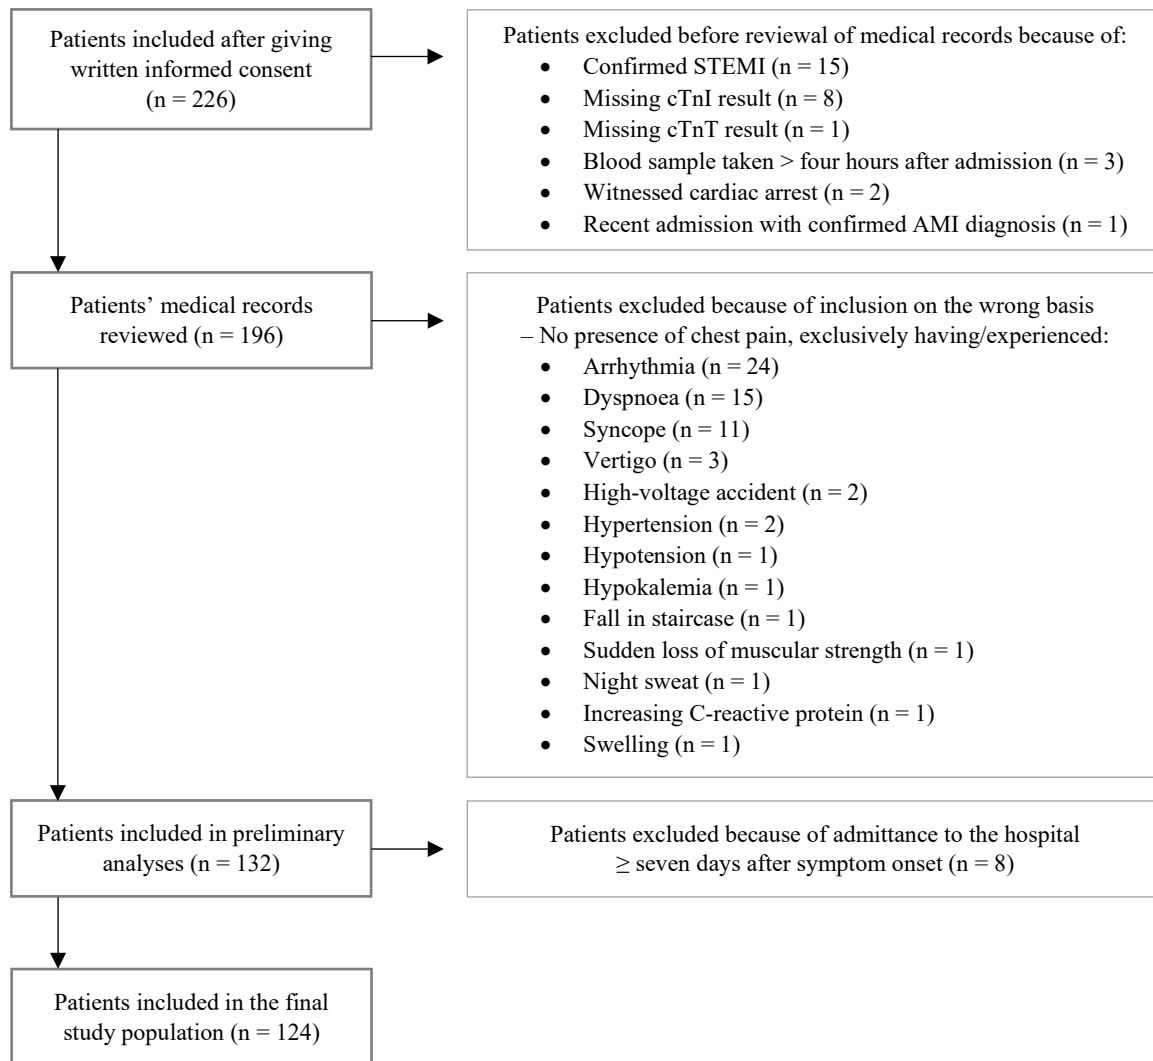 Patients included after giving
written informed consent
(n = 226)
Patients excluded before reviewal of medical records because of:
• Confirmed STEMI (n = 15)
• Missing cTnI result (n = 8)
• Missing cTnT result (n = 1)
• Blood sample taken > four hours after admission (n = 3)
• Witnessed cardiac arrest (n = 2)
• Recent admission with confirmed AMI diagnosis (n = 1)
Patients’ medical records
reviewed (n = 196)
Patients excluded because of inclusion on the wrong basis
– No presence of chest pain, exclusively having/experienced:
• Arrhythmia (n = 24)
• Dyspnoea (n = 15)
• Syncope (n = 11)
• Vertigo (n = 3)
• High-voltage accident (n = 2)
• Hypertension (n = 2)
• Hypotension (n = 1)
• Hypokalemia (n = 1)
• Fall in staircase (n = 1)
• Sudden loss of muscular strength (n = 1)
• Night sweat (n = 1)
• Increasing C-reactive protein (n = 1)
• Swelling (n = 1)
Patients included in preliminary
analyses (n = 132)
Patients excluded because of admittance to the hospital
≥ seven days after symptom onset (n = 8)
Patients included in the final
study population (n = 124)